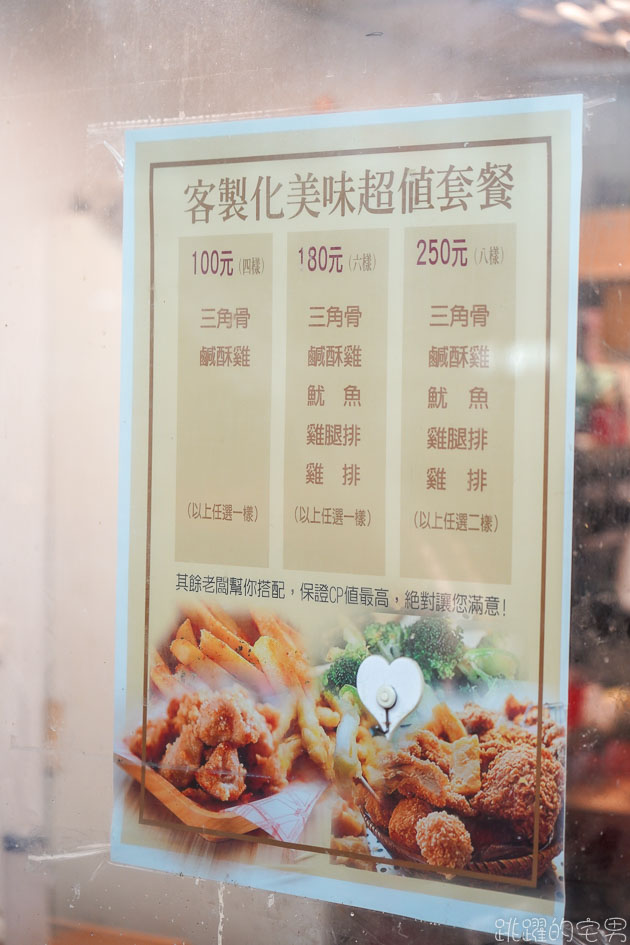 客製化美味超值套餐
100元(四樣)
三角骨
鹹酥雞
(以上任選一樣)
180元(六樣)
三角骨
鹹酥雞
魷 魚
雞腿排
雞 排
(以上任選一樣)
250元(八樣)
三角骨
鹹酥雞
魷 魚
雞腿排
雞 排
(以上任選二樣)
其餘老闆幫你搭配，保證CP值最高，絕對讓您滿意!
跳躍的宅男